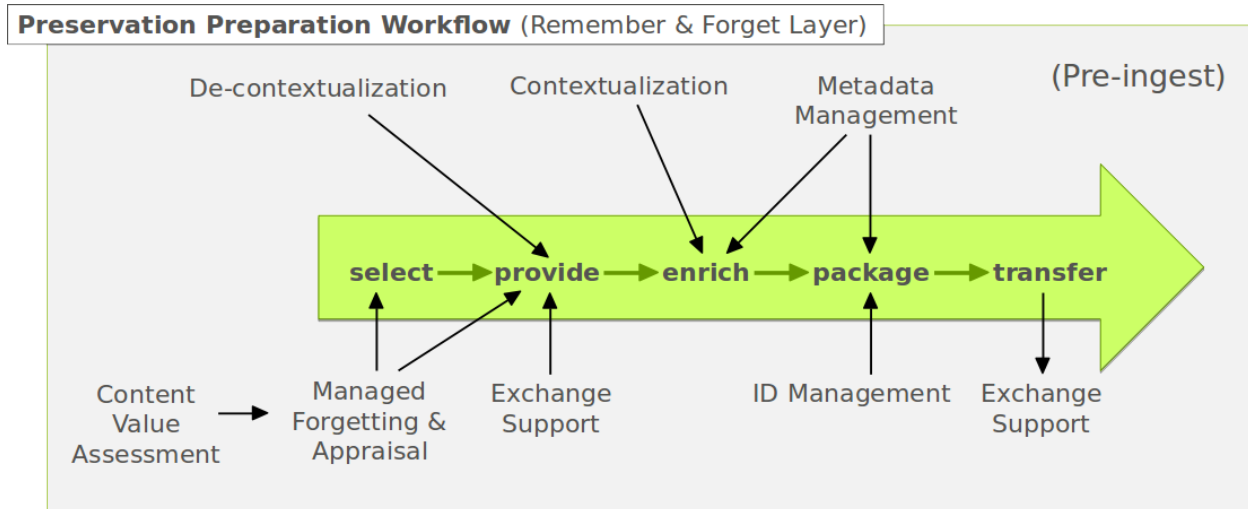 Preservation Preparation Workflow (Remember & Forget Layer)
(Pre-ingest)
De-contextualization
Contextualization
Metadata
Management
select
provide
enrich
package
transfer
Content
Value
Assessment
Managed
Forgetting &
Appraisal
Exchange
Support
ID Management
Exchange
Support